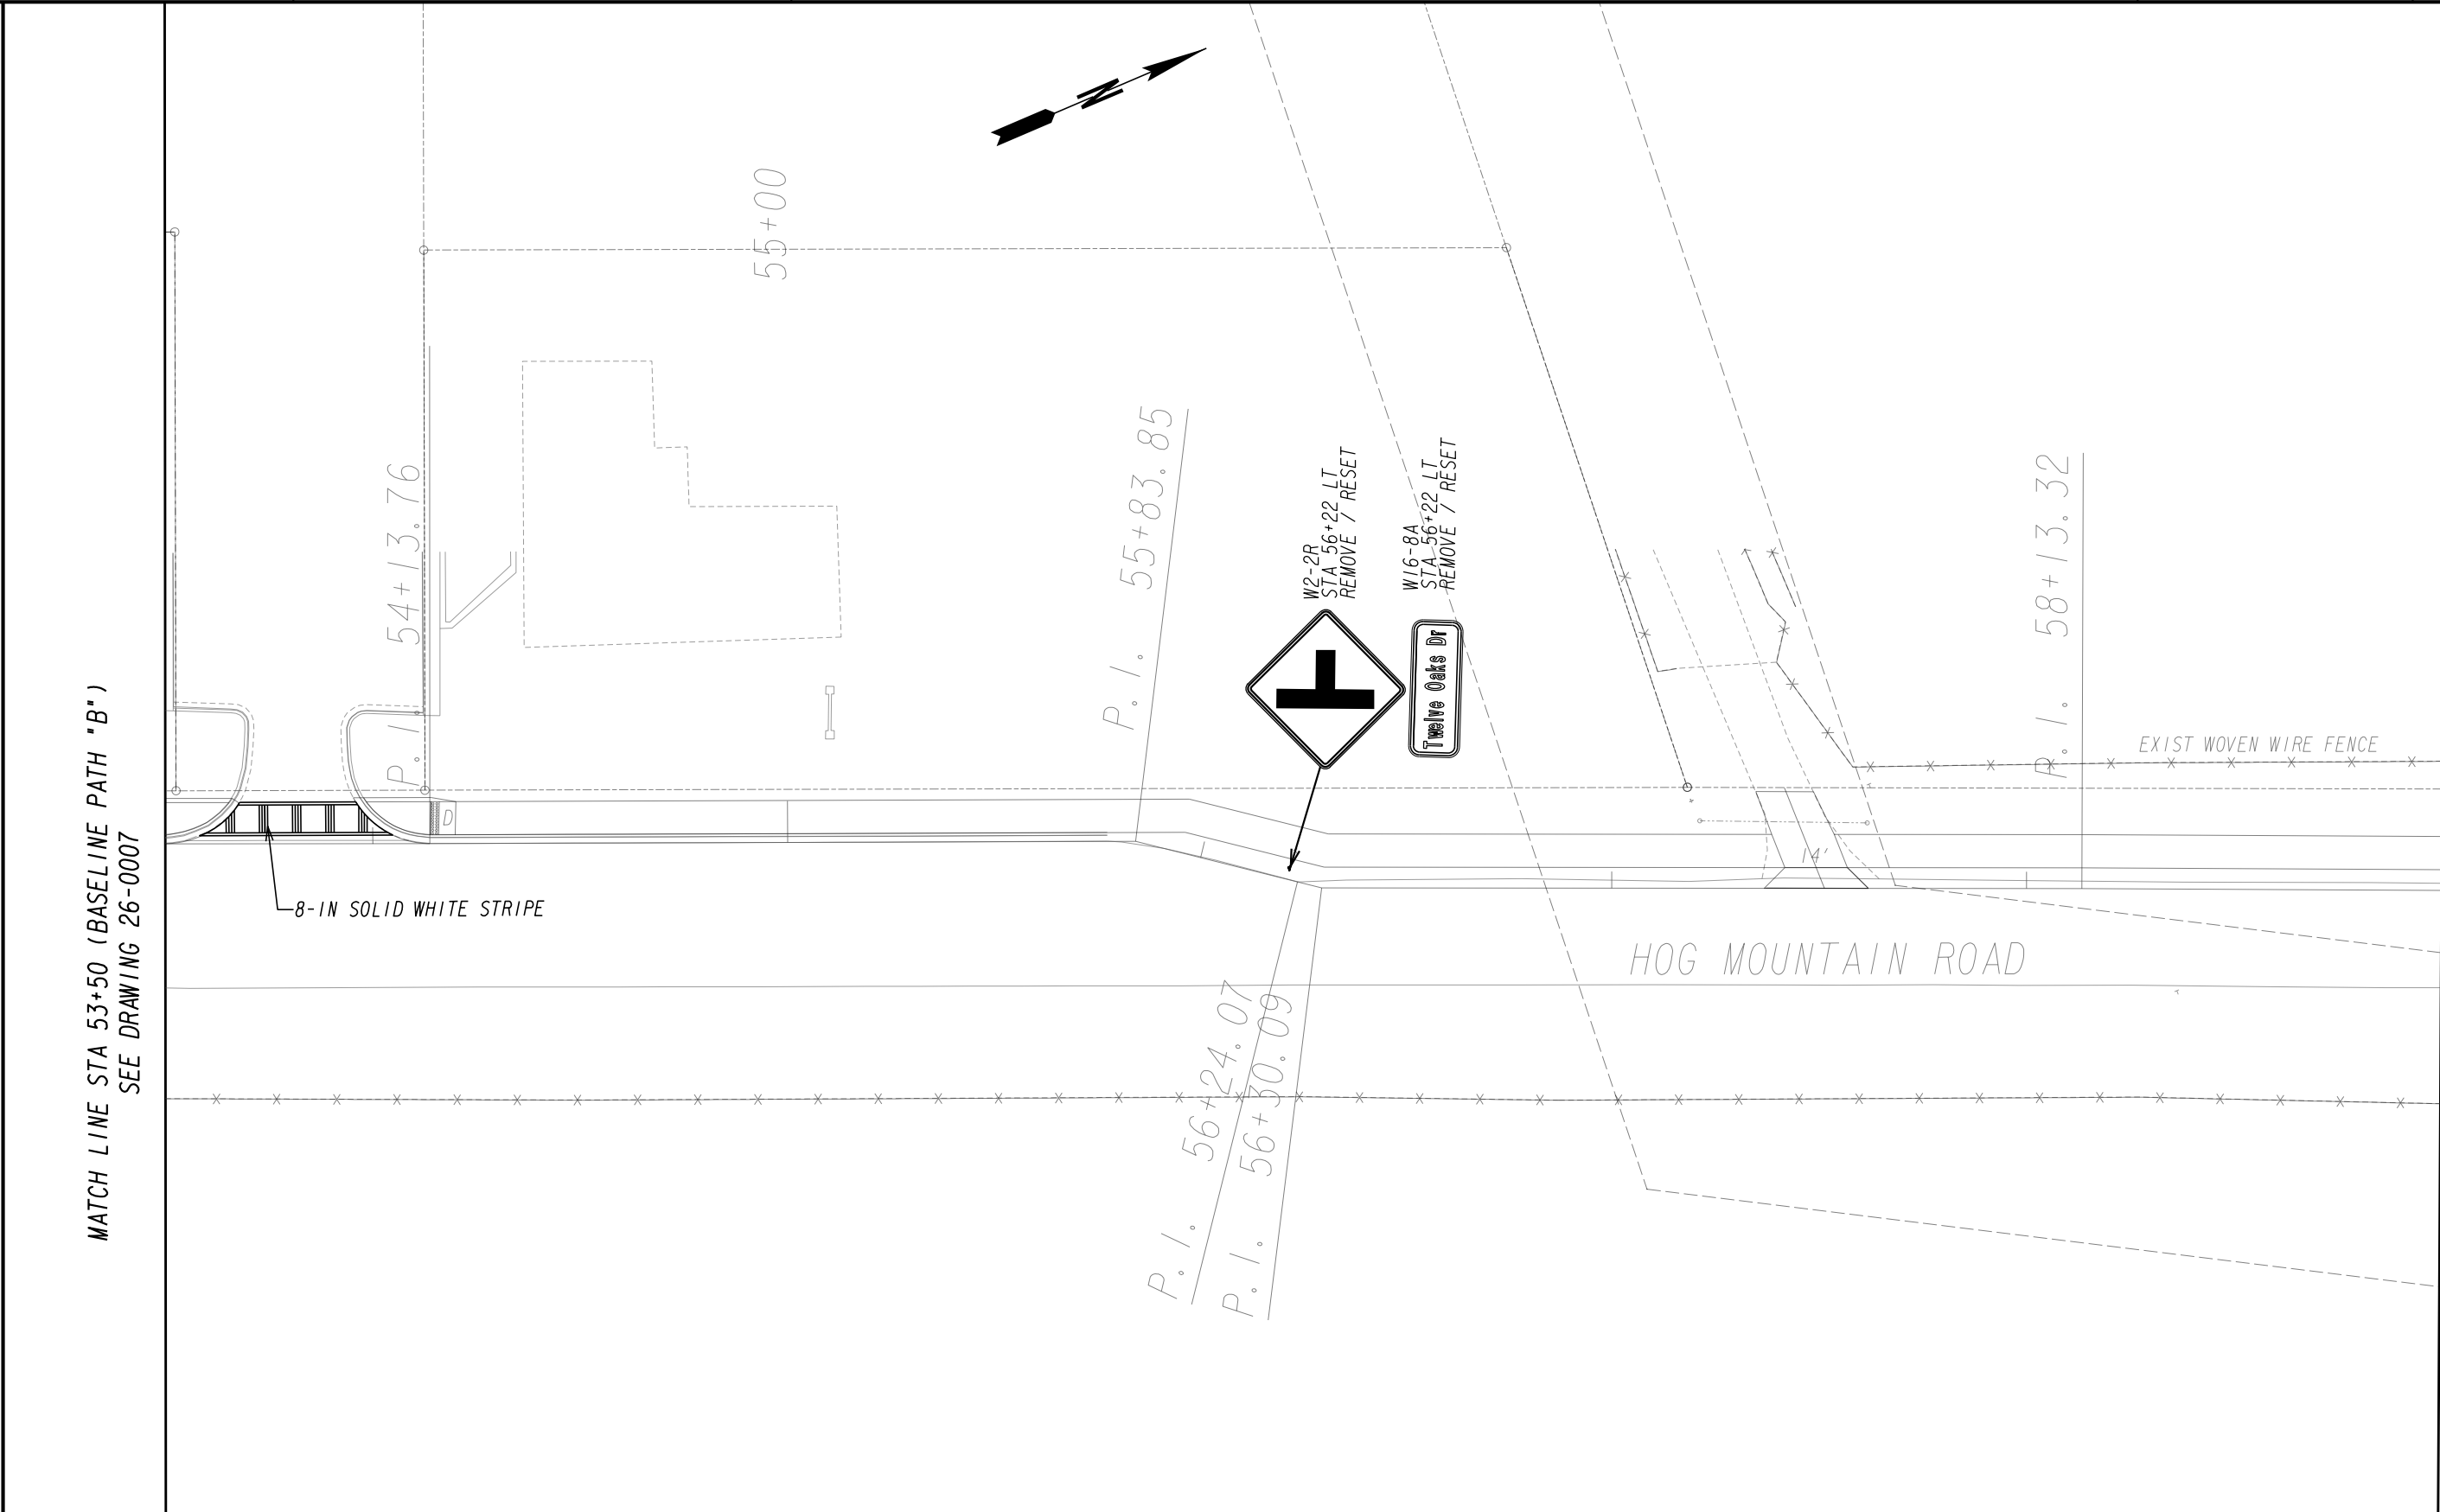 MATCH LINE STA 53+50 (BASELINE PATH "B")
SEE DRAWING 26-0007
N
55+00
P.I. 54+13.76
P.I. 55+83.85
W2-2R
STA 56+22 LT
REMOVE / RESET
W16-8A
STA 56+22 LT
REMOVE / RESET
Twelve Oaks Dr
P.I. 58+13.32
EXIST WOVEN WIRE FENCE
D
14'
8-IN SOLID WHITE STRIPE
HOG MOUNTAIN ROAD
P.I. 56+24.07
P.I. 56+30.09